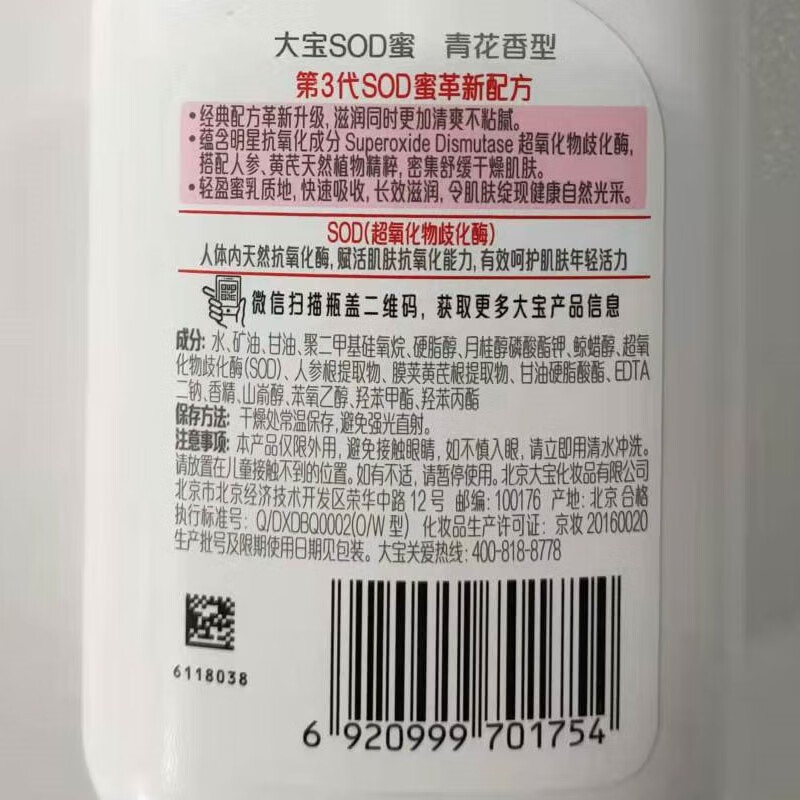 大宝SOD蜜 青花香型
第3代SOD蜜革新配方
•经典配方革新升级,滋润同时更加清爽不粘腻。
•蕴含明星抗氧化成分 Superoxide Dismutase 超氧化物歧化酶,
搭配人参、黄芪天然植物精粹,密集舒缓干燥肌肤。
•轻盈蜜乳质地,快速吸收,长效滋润,令肌肤绽现健康自然光采。
SOD(超氧化物歧化酶)
人体内天然抗氧化酶,赋活肌肤抗氧化能力,有效呵护肌肤年轻活力
微信扫描瓶盖二维码,获取更多大宝产品信息
成分: 水、矿油、甘油、聚二甲基硅氧烷、硬脂醇、月桂醇磷酸酯钾、鲸蜡醇、超氧
化物歧化酶(SOD)、人参根提取物、膜荚黄芪根提取物、甘油硬脂酸酯、EDTA
二钠、香精、山嵛醇、苯氧乙醇、羟苯甲酯、羟苯丙酯
保存方法: 干燥处常温保存,避免强光直射。
注意事项: 本产品仅限外用,避免接触眼睛,如不慎入眼,请立即用清水冲洗。
请放置在儿童接触不到的位置。如有不适,请暂停使用。北京大宝化妆品有限公司
北京市北京经济技术开发区荣华中路12号 邮编: 100176 产地: 北京 合格
执行标准号: Q/DXDBQ0002(O/W型) 化妆品生产许可证: 京妆20160020
生产批号及限期使用日期见包装。大宝关爱热线: 400-818-8778
6118038
6 920999 701754